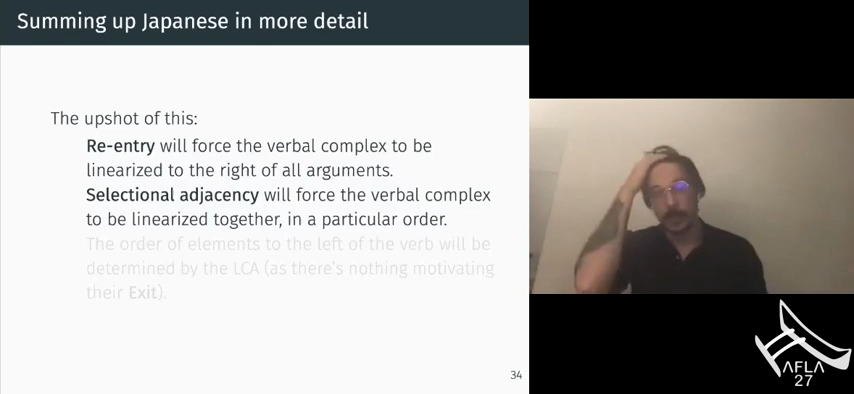 Summing up Japanese in more detail
The upshot of this:
Re-entry will force the verbal complex to be
linearized to the right of all arguments.
Selectional adjacency will force the verbal complex
to be linearized together, in a particular order.
The order of elements to the left of the verb will be
determined by the LCA (as there's nothing motivating
their Exit).
34
AFLA
27